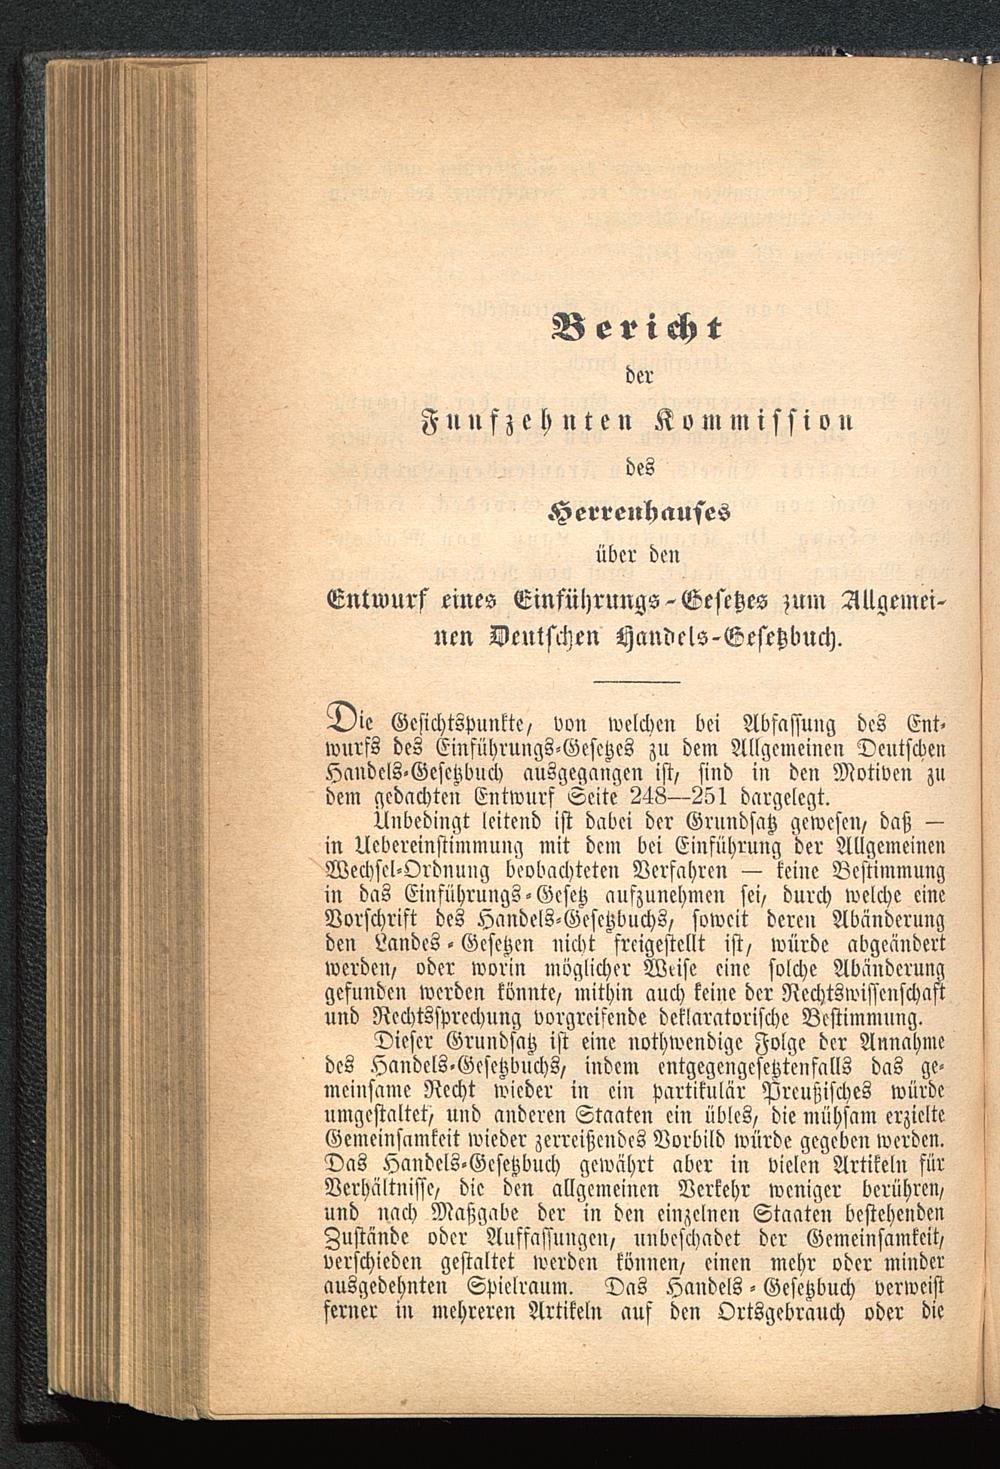 Bericht
der
Funfzehnten Kommission
des
Herrenhauses
über den
Entwurf eines Einführungs-Gesetzes zum Allgemei-
nen Deutschen Handels-Gesetzbuch.
Die Gesichtspunkte, von welchen bei Abfassung des Ent-
wurfs des Einführungs-Gesetzes zu dem Allgemeinen Deutschen
Handels-Gesetzbuch ausgegangen ist, sind in den Motiven zu
dem gedachten Entwurf Seite 248—251 dargelegt.
Unbedingt leitend ist dabei der Grundsatz gewesen, daß —
in Uebereinstimmung mit dem bei Einführung der Allgemeinen
Wechsel-Ordnung beobachteten Verfahren — keine Bestimmung
in das Einführungs-Gesetz aufzunehmen sei, durch welche eine
Vorschrift des Handels-Gesetzbuchs, soweit deren Abänderung
den Landes-Gesetzen nicht freigestellt ist, würde abgeändert
werden, oder worin möglicher Weise eine solche Abänderung
gefunden werden könnte, mithin auch keine der Rechtswissenschaft
und Rechtssprechung vorgreifende deklaratorische Bestimmung.
Dieser Grundsatz ist eine nothwendige Folge der Annahme
des Handels-Gesetzbuchs, indem entgegengesetztenfalls das ge-
meinsame Recht wieder in ein partikulär Preußisches würde
umgestaltet, und anderen Staaten ein übles, die mühsam erzielte
Gemeinsamkeit wieder zerreißendes Vorbild würde gegeben werden.
Das Handels-Gesetzbuch gewährt aber in vielen Artikeln für
Verhältnisse, die den allgemeinen Verkehr weniger berühren,
und nach Maßgabe der in den einzelnen Staaten bestehenden
Zustände oder Auffassungen, unbeschadet der Gemeinsamkeit,
verschieden gestaltet werden können, einen mehr oder minder
ausgedehnten Spielraum. Das Handels-Gesetzbuch verweist
ferner in mehreren Artikeln auf den Ortsgebrauch oder die